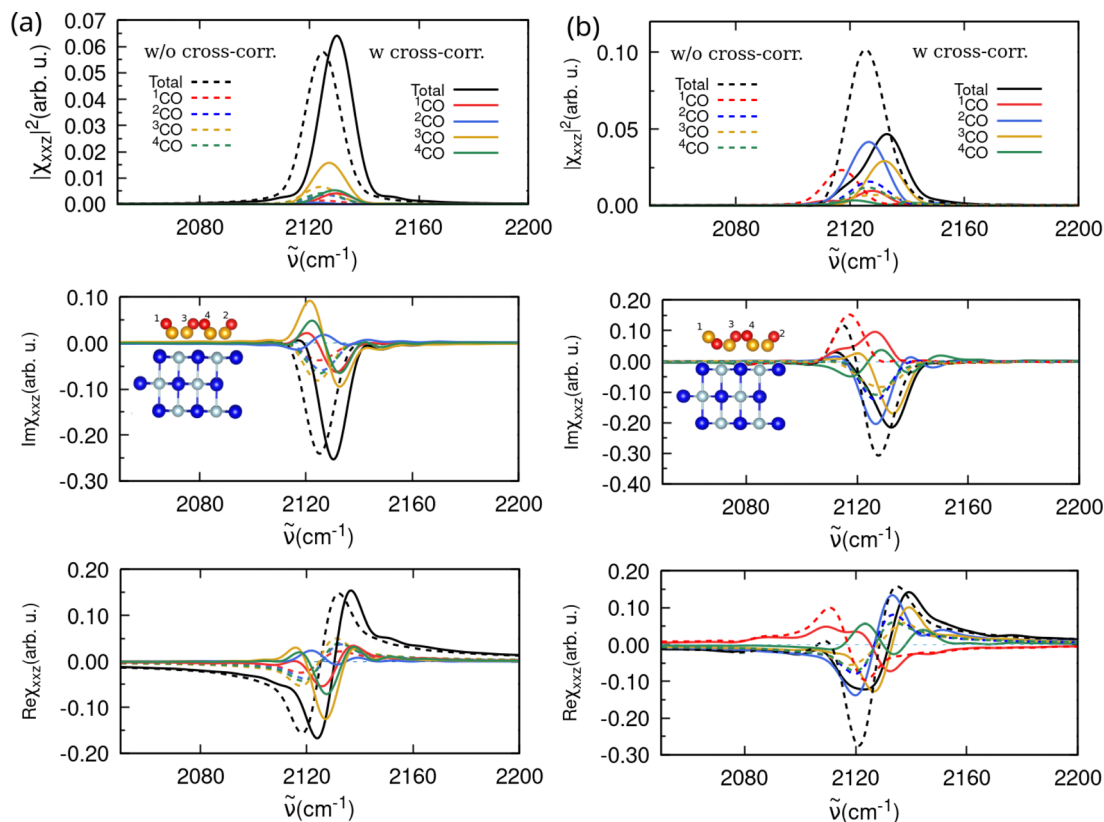 (a)
0.07
0.06
0.05
0.04
0.03
0.02
0.01
0.00
|χxxz|²(arb. u.)
w/o cross-corr.
w cross-corr.
Total
¹CO
²CO
³CO
⁴CO
Total
¹CO
²CO
³CO
⁴CO
2080 2120 2160 2200
ν̃(cm⁻¹)
(b)
0.10
0.05
0.00
|χxxz|²(arb. u.)
w/o cross-corr.
w cross-corr.
Total
¹CO
²CO
³CO
⁴CO
Total
¹CO
²CO
³CO
⁴CO
2080 2120 2160 2200
ν̃(cm⁻¹)
0.10
0.00
-0.10
-0.20
-0.30
Imχxxz(arb. u.)
1 3 4 2
2080 2120 2160 2200
ν̃(cm⁻¹)
0.20
0.10
0.00
-0.10
-0.20
-0.30
-0.40
Imχxxz(arb. u.)
1 3 4 2
2080 2120 2160 2200
ν̃(cm⁻¹)
0.20
0.10
0.00
-0.10
-0.20
Reχxxz(arb. u.)
2080 2120 2160 2200
ν̃(cm⁻¹)
0.20
0.10
0.00
-0.10
-0.20
-0.30
Reχxxz(arb. u.)
2080 2120 2160 2200
ν̃(cm⁻¹)